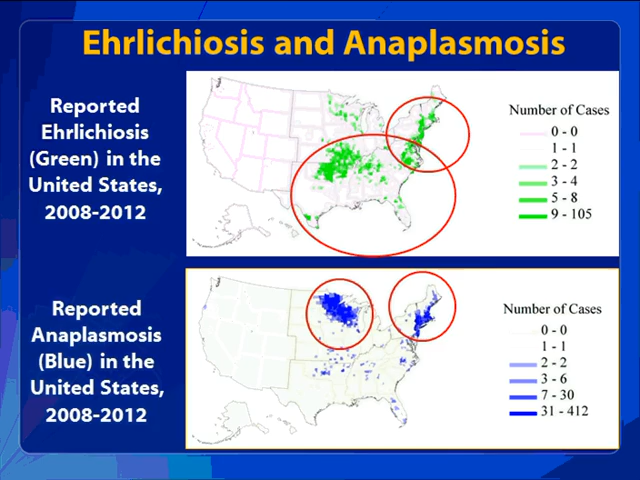 Ehrlichiosis and Anaplasmosis
Reported
Ehrlichiosis
(Green) in the
United States,
2008-2012
Number of Cases
0 - 0
1 - 1
2 - 2
3 - 4
5 - 8
9 - 105
Reported
Anaplasmosis
(Blue) in the
United States,
2008-2012
Number of Cases
0 - 0
1 - 1
2 - 2
3 - 6
7 - 30
31 - 412